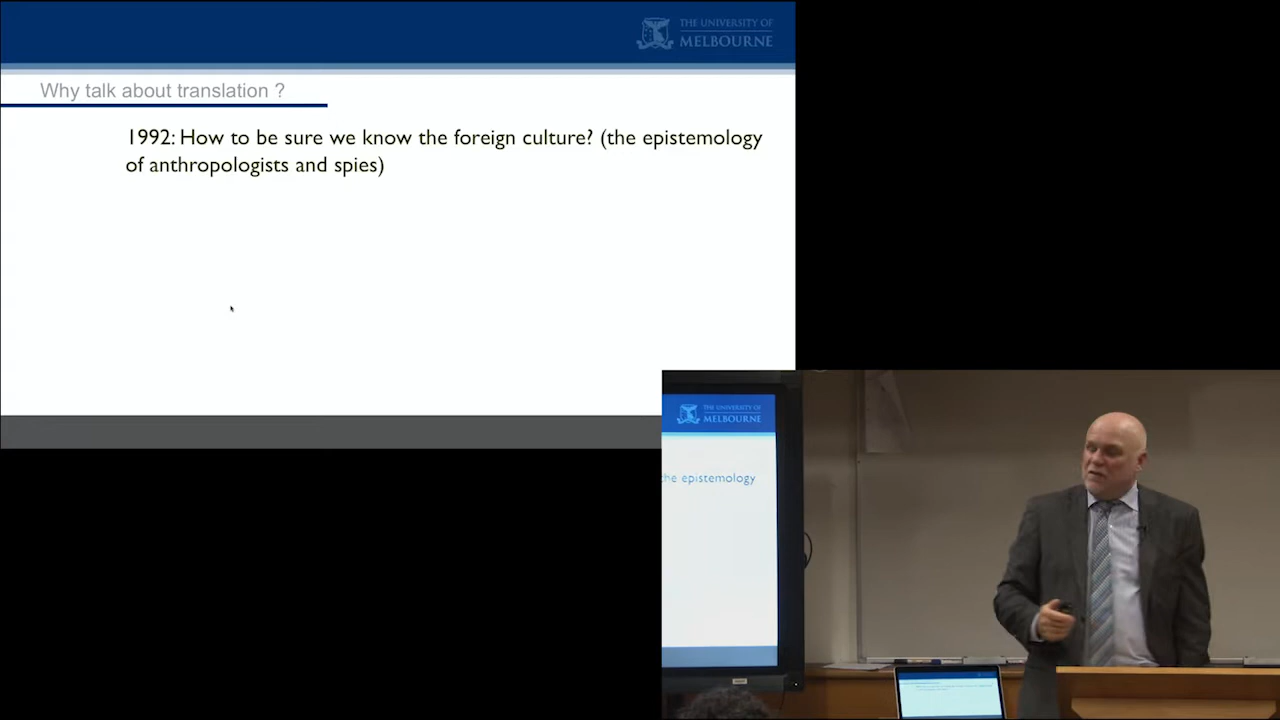 THE UNIVERSITY OF
MELBOURNE
Why talk about translation ?
1992: How to be sure we know the foreign culture? (the epistemology
of anthropologists and spies)
THE UNIVERSITY OF
MELBOURNE
the epistemology